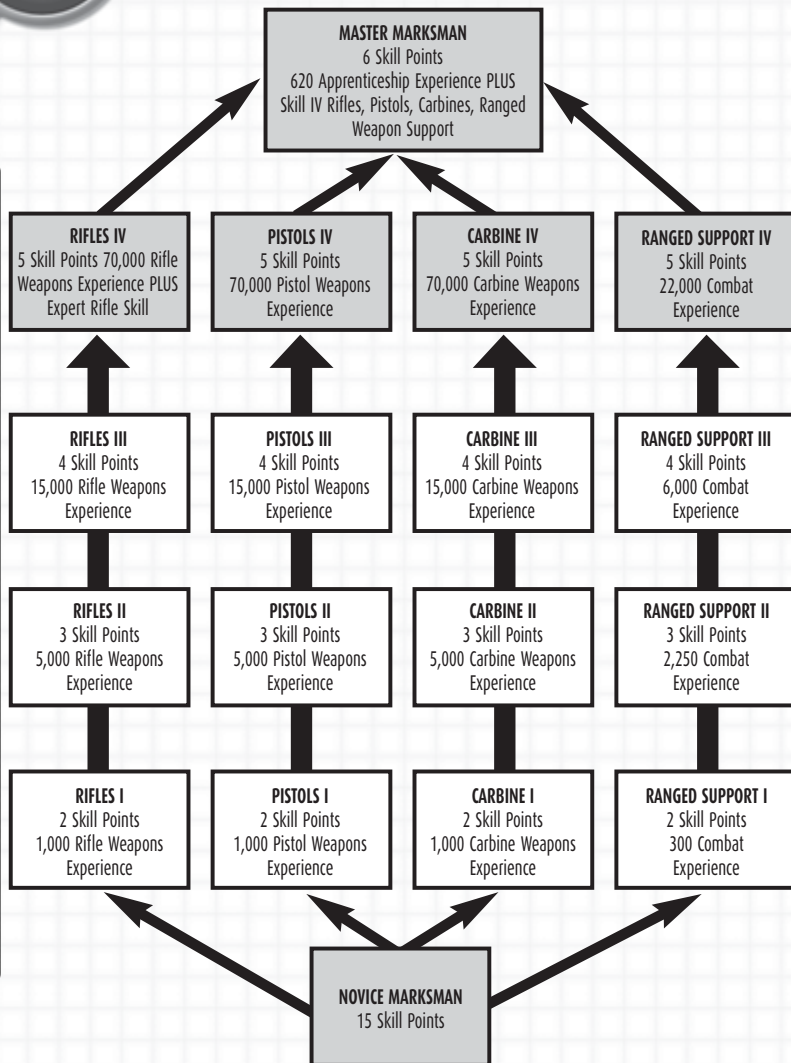 MASTER MARKSMAN
6 Skill Points
620 Apprenticeship Experience PLUS
Skill IV Rifles, Pistols, Carbines, Ranged
Weapon Support
RIFLES IV
5 Skill Points 70,000 Rifle
Weapons Experience PLUS
Expert Rifle Skill
PISTOLS IV
5 Skill Points
70,000 Pistol Weapons
Experience
CARBINE IV
5 Skill Points
70,000 Carbine Weapons
Experience
RANGED SUPPORT IV
5 Skill Points
22,000 Combat
Experience
RIFLES III
4 Skill Points
15,000 Rifle Weapons
Experience
PISTOLS III
4 Skill Points
15,000 Pistol Weapons
Experience
CARBINE III
4 Skill Points
15,000 Carbine Weapons
Experience
RANGED SUPPORT III
4 Skill Points
6,000 Combat
Experience
RIFLES II
3 Skill Points
5,000 Rifle Weapons
Experience
PISTOLS II
3 Skill Points
5,000 Pistol Weapons
Experience
CARBINE II
3 Skill Points
5,000 Carbine Weapons
Experience
RANGED SUPPORT II
3 Skill Points
2,250 Combat
Experience
RIFLES I
2 Skill Points
1,000 Rifle Weapons
Experience
PISTOLS I
2 Skill Points
1,000 Pistol Weapons
Experience
CARBINE I
2 Skill Points
1,000 Carbine Weapons
Experience
RANGED SUPPORT I
2 Skill Points
300 Combat
Experience
NOVICE MARKSMAN
15 Skill Points